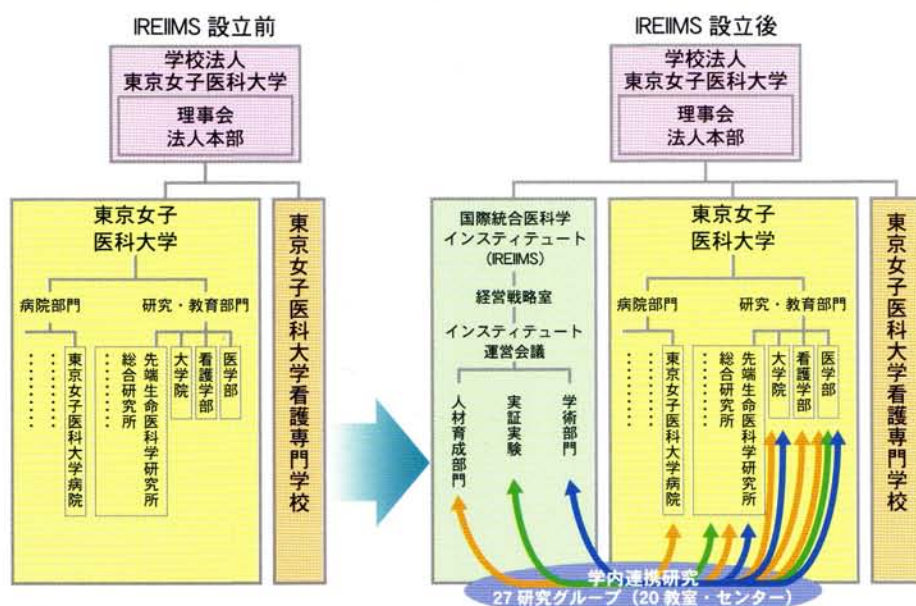 IREIIMS 設立前
学校法人
東京女子医科大学
理事会
法人本部
東京女子
医科大学
病院部門
研究・教育部門
東京女子医科大学病院
総合研究所
先端生命医科学研究所
大学院
看護学部
医学部
東京女子医科大学看護専門学校
IREIIMS 設立後
学校法人
東京女子医科大学
理事会
法人本部
国際統合医科学
インスティテュート
(IREIIMS)
経営戦略室
インスティテュート
運営会議
人材育成部門
実証実験
学術部門
東京女子
医科大学
病院部門
研究・教育部門
東京女子医科大学病院
総合研究所
先端生命医科学研究所
大学院
看護学部
医学部
東京女子医科大学看護専門学校
学内連携研究
27 研究グループ（20 教室・センター）